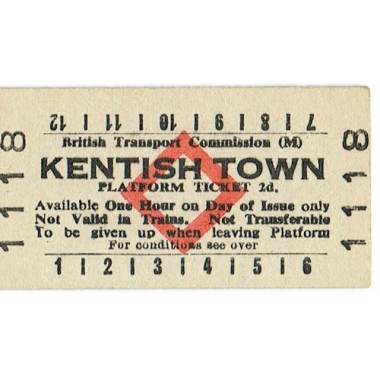 7 | 8 | 9 | 10 | 11 | 12
British Transport Commission (M)
KENTISH TOWN
PLATFORM TICKET 2d.
Available One Hour on Day of Issue only
Not Valid in Trains. Not Transferable
To be given up when leaving Platform
For conditions see over
1 | 2 | 3 | 4 | 5 | 6
1118
1118